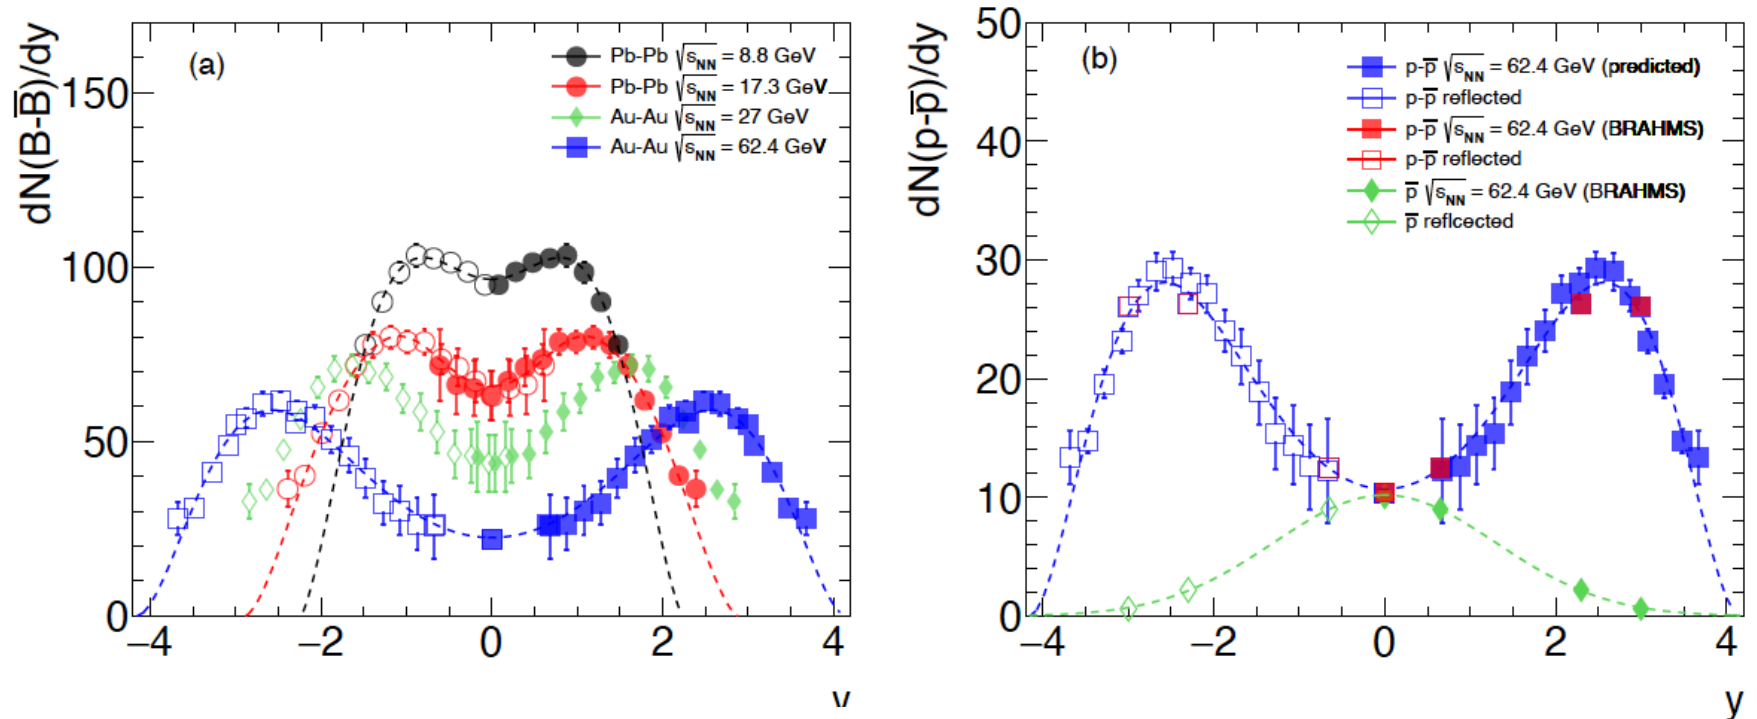 (a)
Pb-Pb √sNN = 8.8 GeV
Pb-Pb √sNN = 17.3 GeV
Au-Au √sNN = 27 GeV
Au-Au √sNN = 62.4 GeV
dN(B-B̅)/dy
150
100
50
0
−4 −2 0 2 4
y
(b)
p-p̅ √sNN = 62.4 GeV (predicted)
p-p̅ reflected
p-p̅ √sNN = 62.4 GeV (BRAHMS)
p-p̅ reflected
p̅ √sNN = 62.4 GeV (BRAHMS)
p̅ reflcected
dN(p-p̅)/dy
50
40
30
20
10
0
−4 −2 0 2 4
y